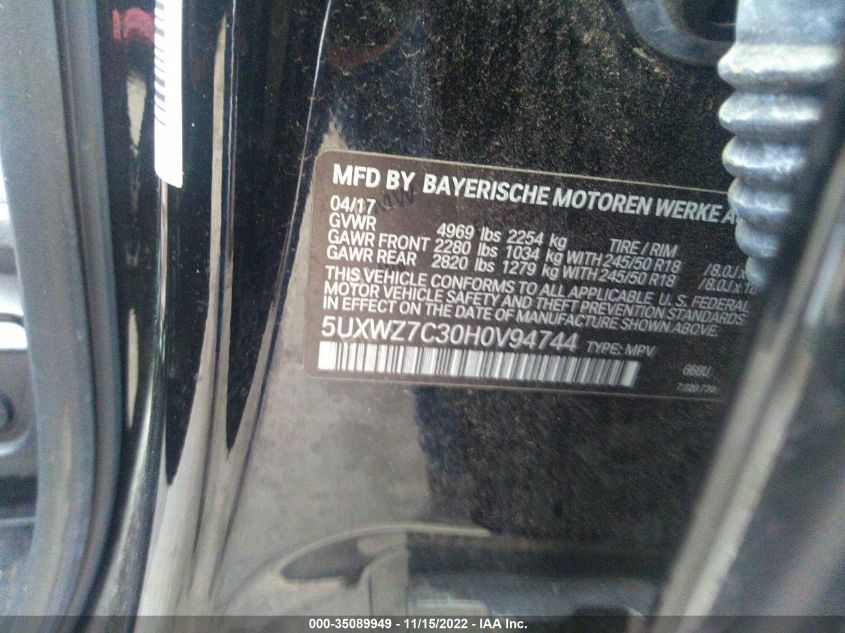 MFD BY BAYERISCHE MOTOREN WERKE
04/17
GVWR 4969 lbs 2254 kg TIRE / RIM
GAWR FRONT 2280 lbs 1034 kg WITH 245/50 R18 /8.0J x
GAWR REAR 2820 lbs 1279 kg WITH 245/50 R18 /8.0J x
THIS VEHICLE CONFORMS TO ALL APPLICABLE U. S. FEDERAL
MOTOR VEHICLE SAFETY AND THEFT PREVENTION STANDARDS
IN EFFECT ON THE DATE OF MANUFACTURE SHOWN ABOVE.
5UXWZ7C30H0V94744 TYPE: MPV
000-35089949 - 11/15/2022 - IAA Inc.